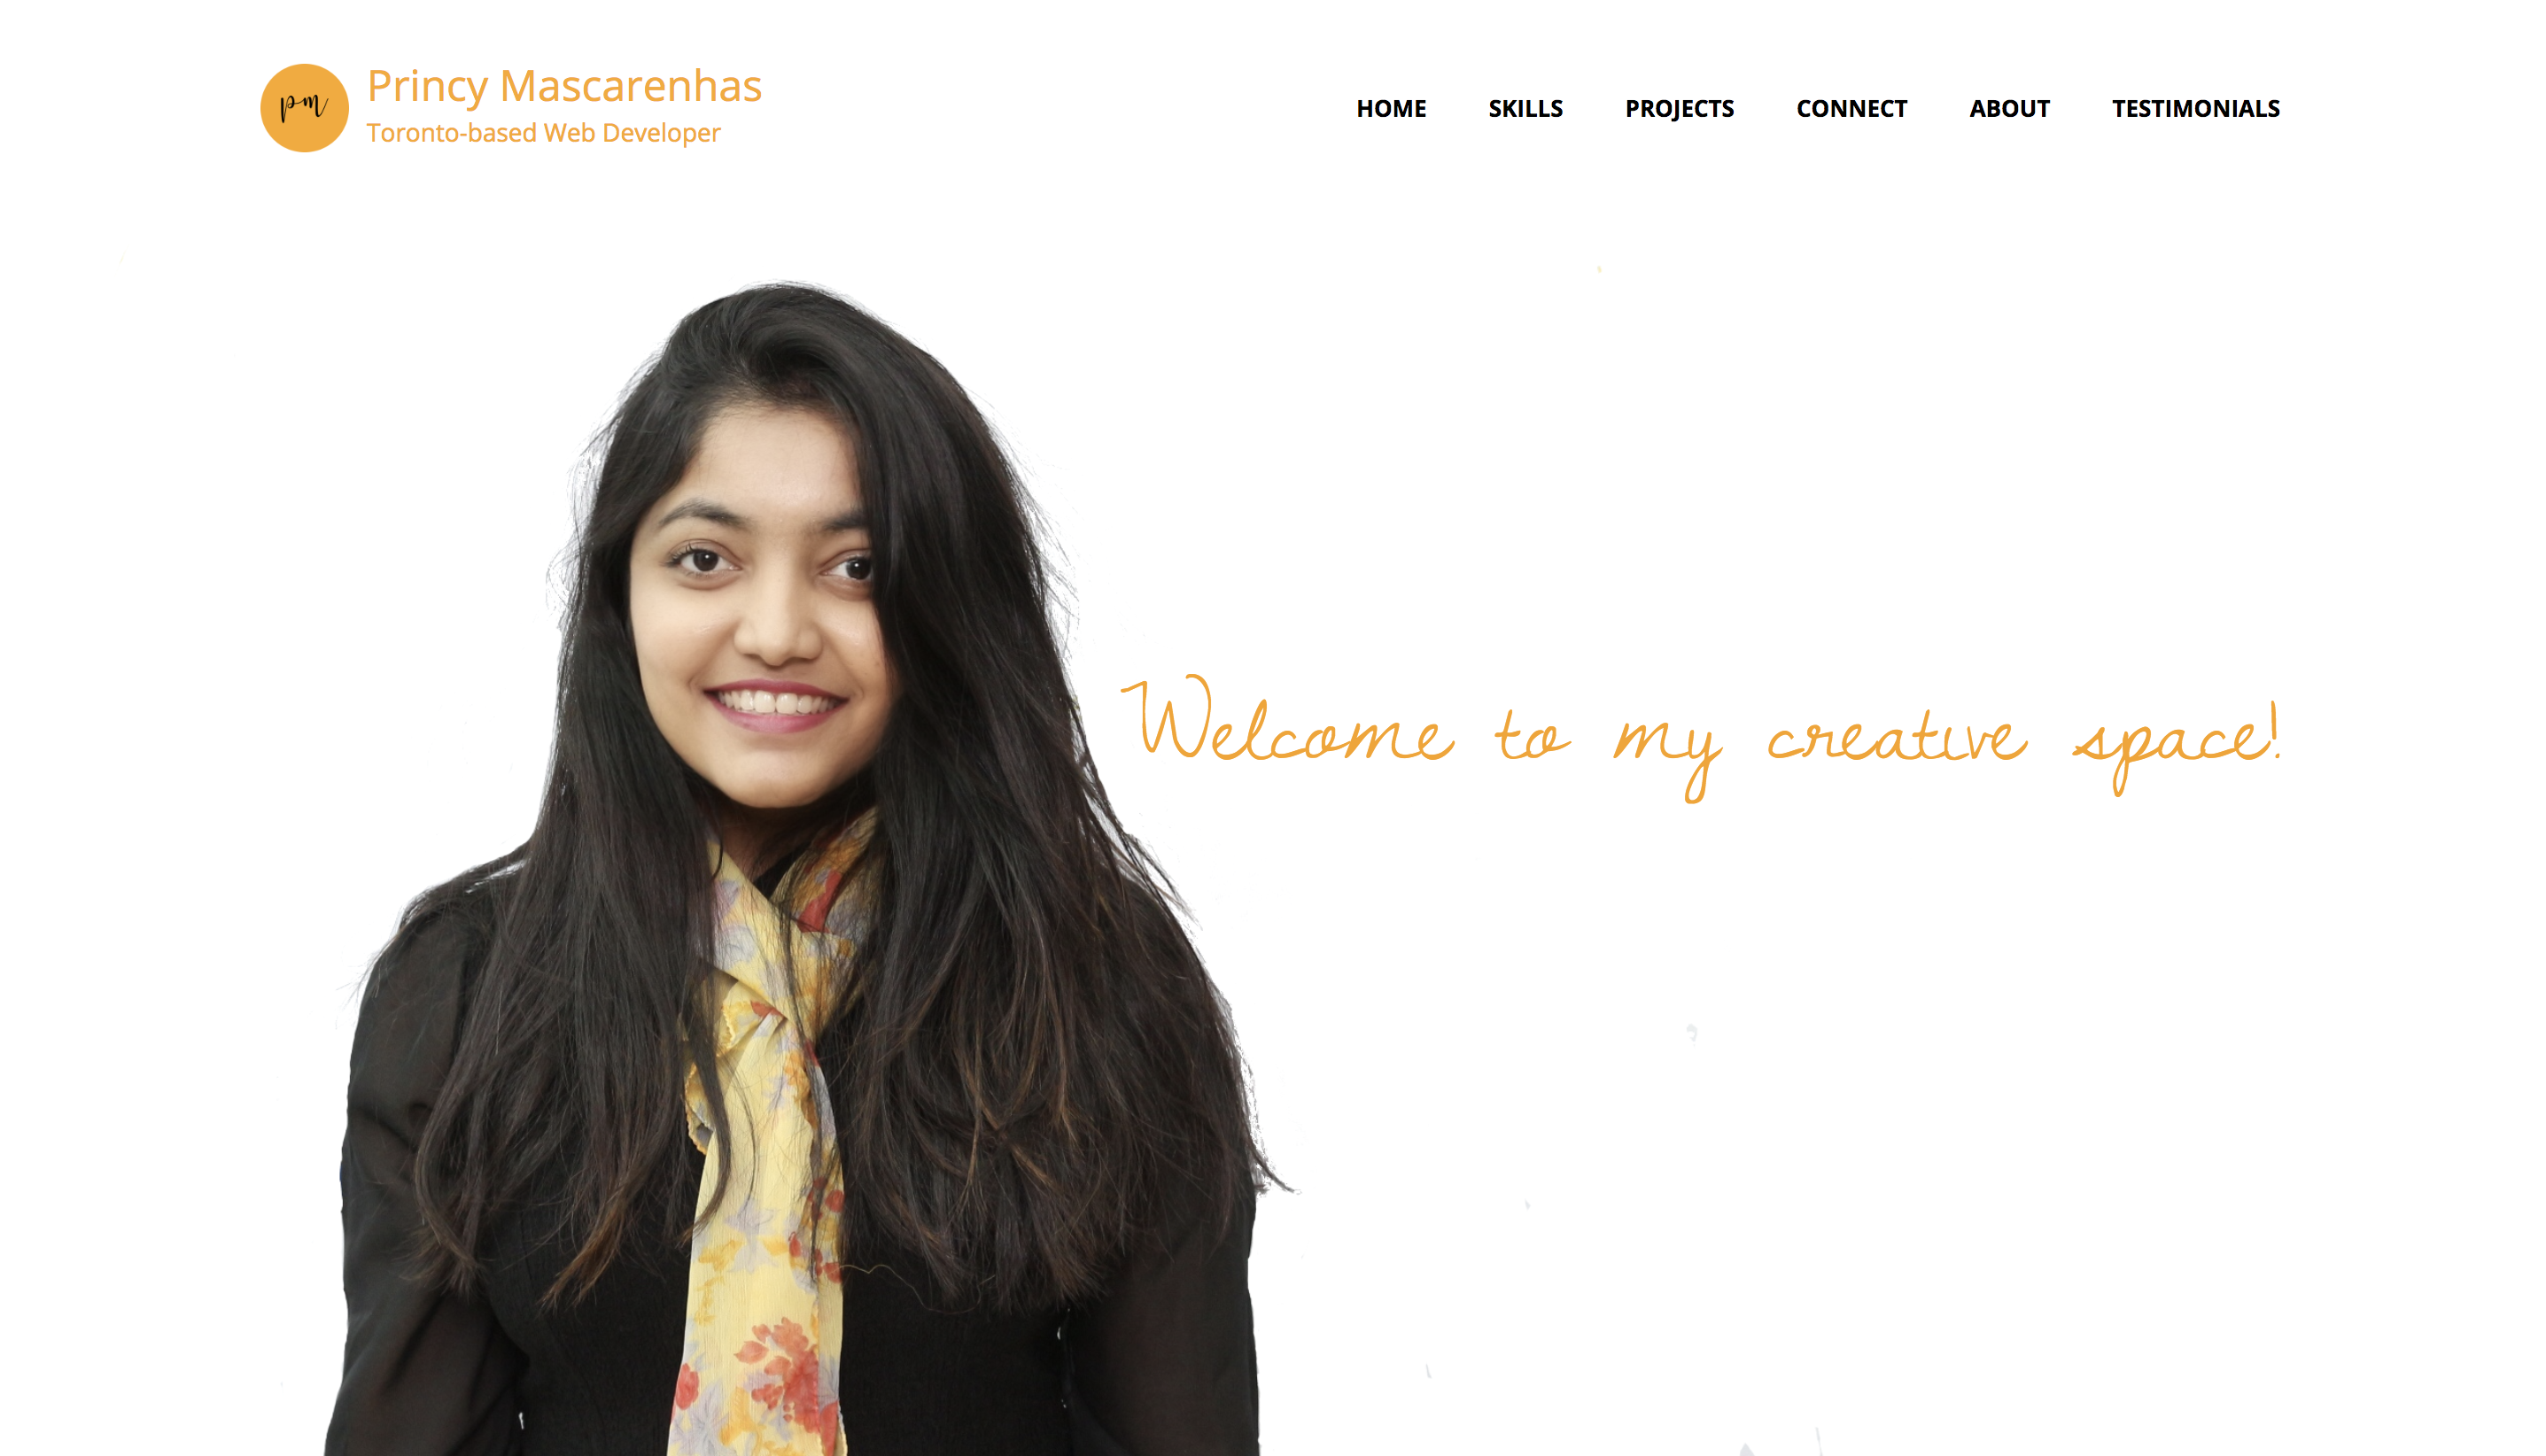 pm
Princy Mascarenhas
Toronto-based Web Developer
HOME SKILLS PROJECTS CONNECT ABOUT TESTIMONIALS
Welcome to my creative space!